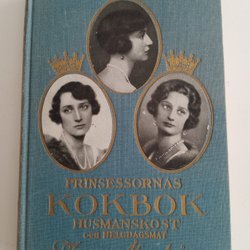 PRINSESSORNAS
KOKBOK
HUSMANSKOST
OCH HELGDAGSMAT